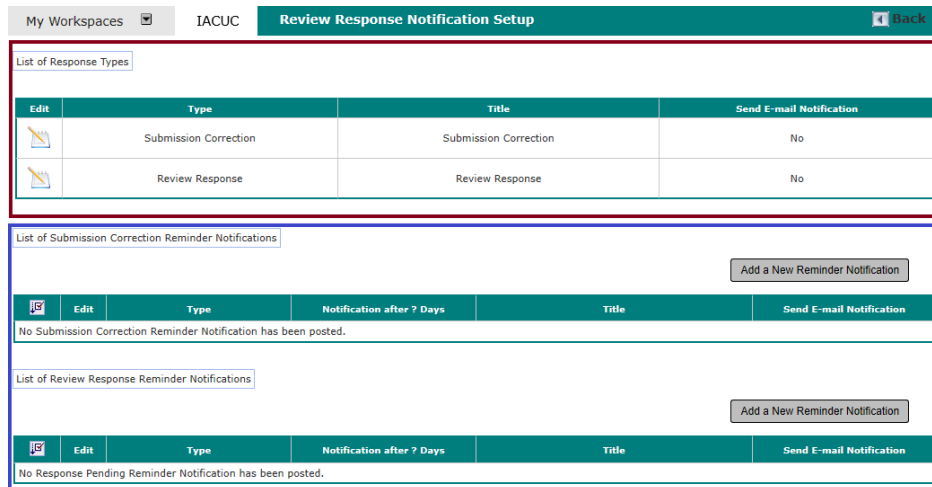 My Workspaces IACUC Review Response Notification Setup Back
List of Response Types
Edit Type Title Send E-mail Notification
Submission Correction Submission Correction No
Review Response Review Response No
List of Submission Correction Reminder Notifications
Add a New Reminder Notification
Edit Type Notification after ? Days Title Send E-mail Notification
No Submission Correction Reminder Notification has been posted.
List of Review Response Reminder Notifications
Add a New Reminder Notification
Edit Type Notification after ? Days Title Send E-mail Notification
No Response Pending Reminder Notification has been posted.